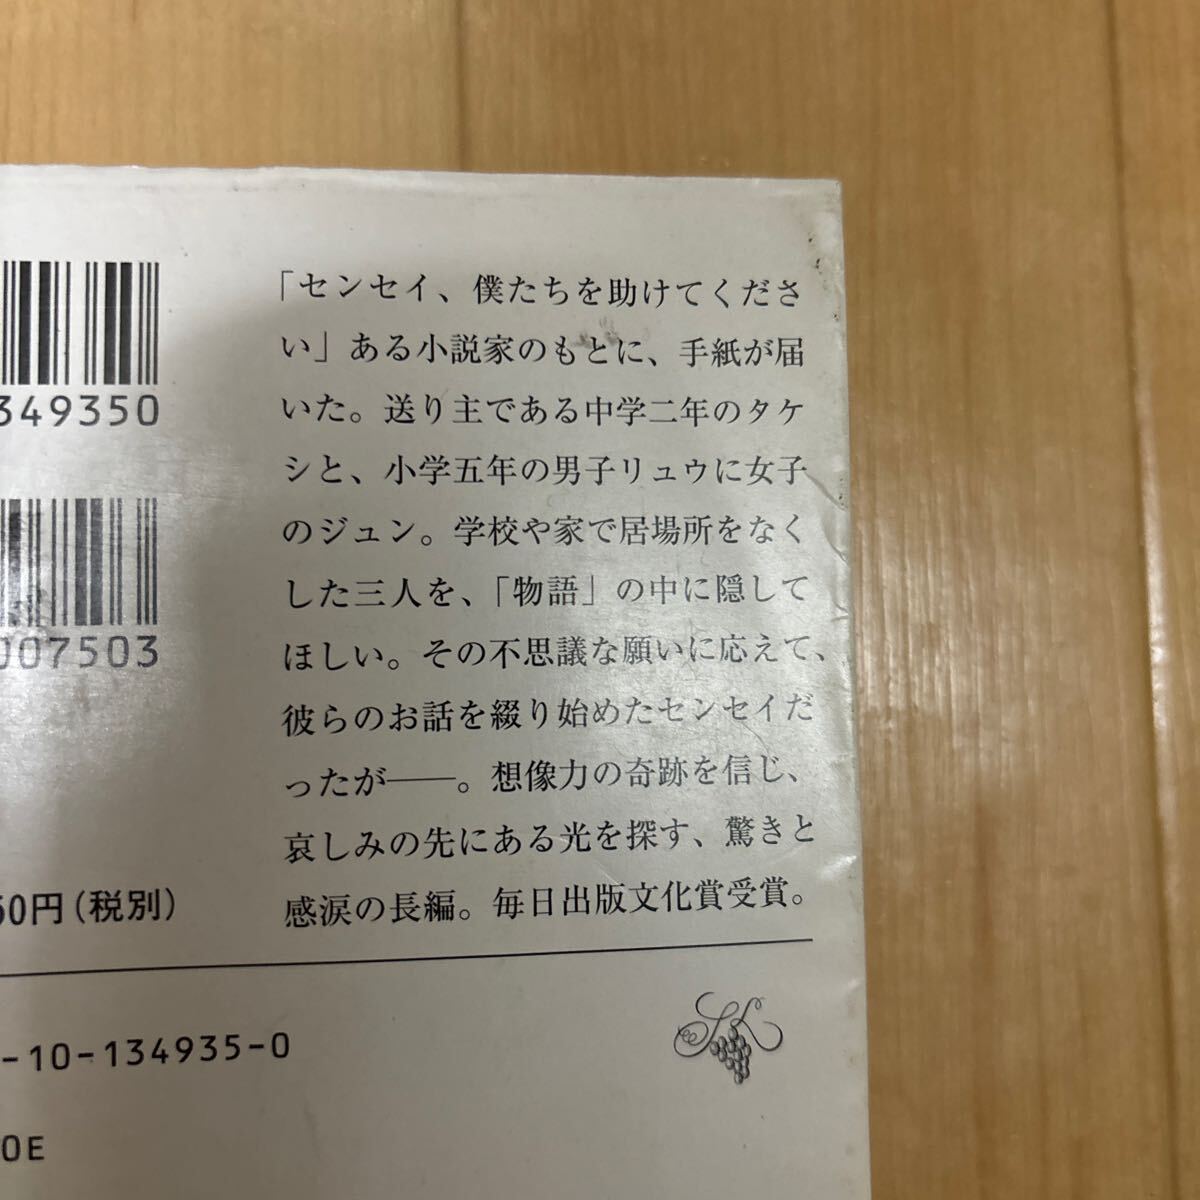 「センセイ、僕たちを助けてくださ
い」ある小説家のもとに、手紙が届
いた。送り主である中学二年のタケ
シと、小学五年の男子リュウに女子
のジュン。学校や家で居場所をなく
した三人を、「物語」の中に隠して
ほしい。その不思議な願いに応えて、
彼らのお話を綴り始めたセンセイだ
ったが――。想像力の奇跡を信じ、
哀しみの先にある光を探す、驚きと
感涙の長編。毎日出版文化賞受賞。
349350
007503
50円(税別)
-10-134935-0
0E